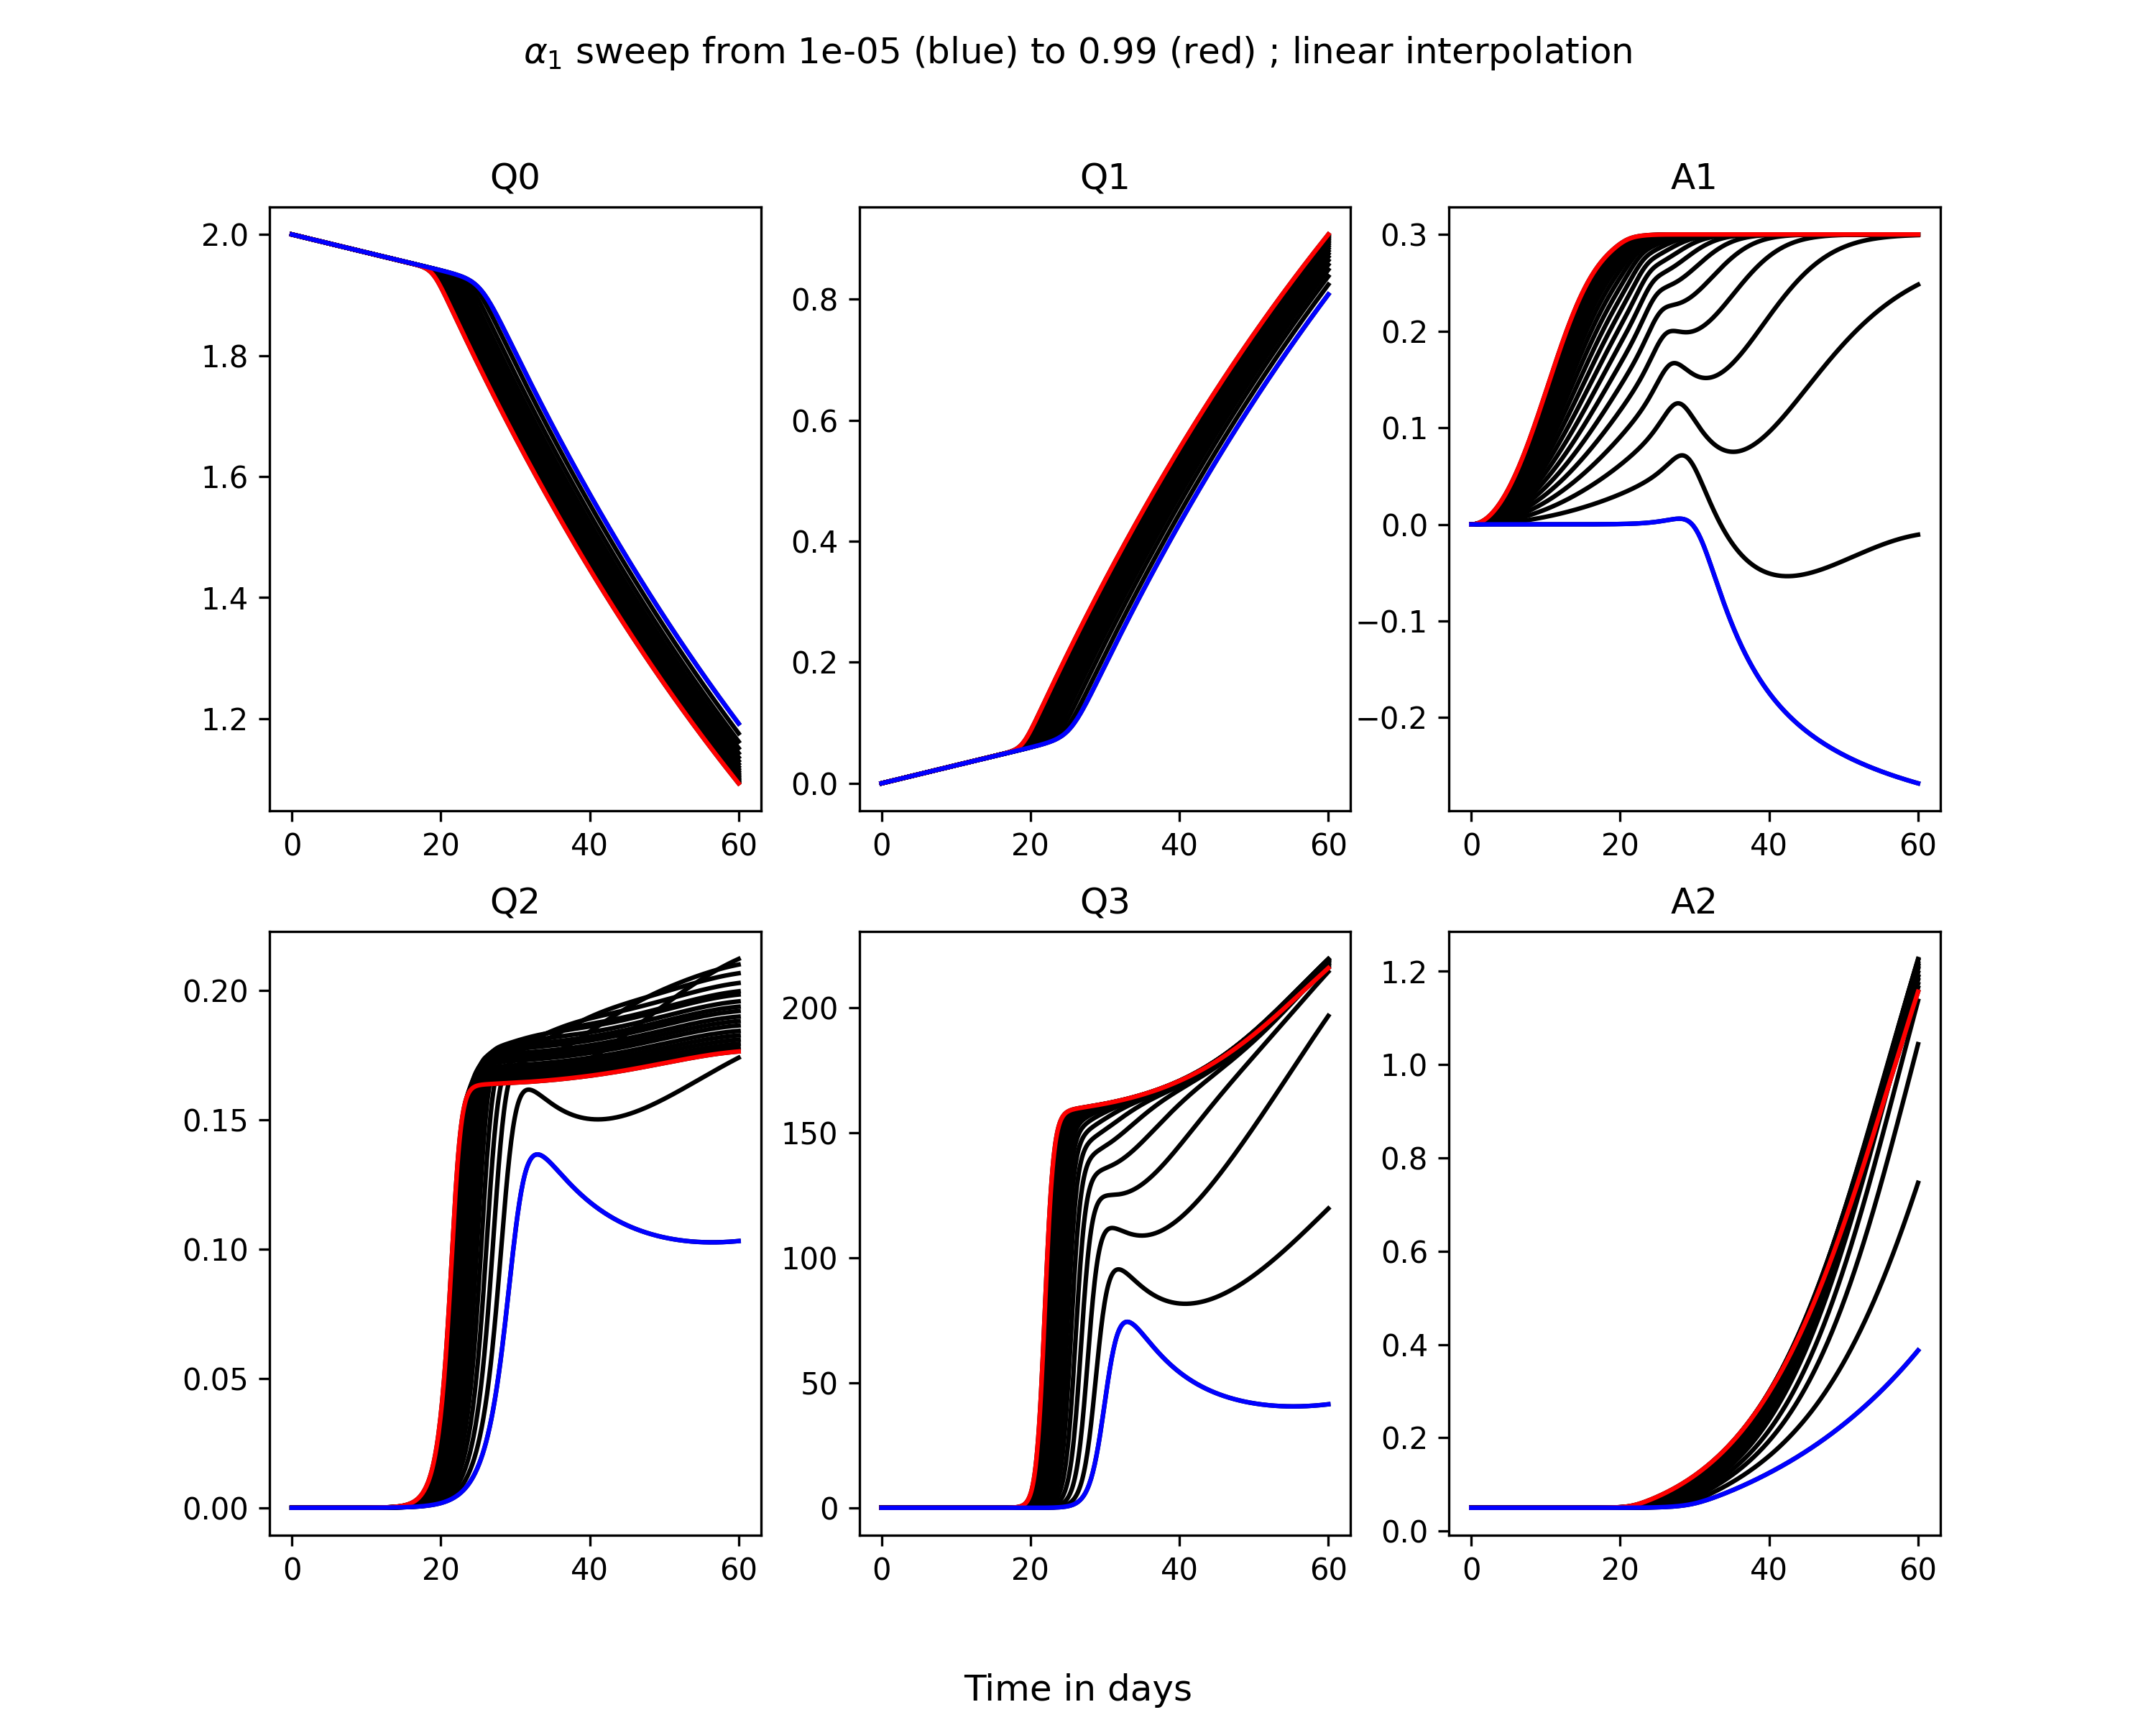 α1 sweep from 1e-05 (blue) to 0.99 (red) ; linear interpolation
Q0
2.0
1.8
1.6
1.4
1.2
0 20 40 60
Q1
0.8
0.6
0.4
0.2
0.0
0 20 40 60
A1
0.3
0.2
0.1
0.0
−0.1
−0.2
0 20 40 60
Q2
0.20
0.15
0.10
0.05
0.00
0 20 40 60
Q3
200
150
100
50
0
0 20 40 60
A2
1.2
1.0
0.8
0.6
0.4
0.2
0.0
0 20 40 60
Time in days